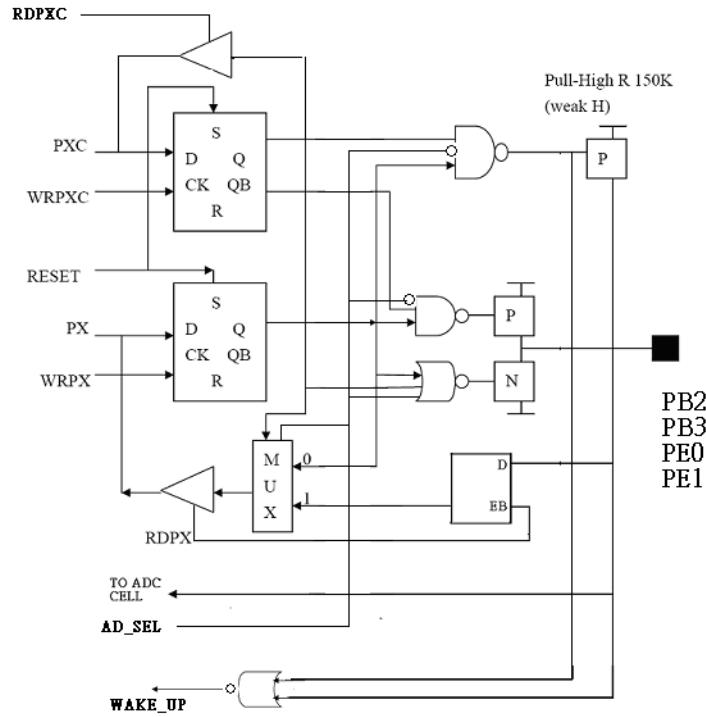 RDPXC
Pull-High R 150K
(weak H)
S
PXC
D Q
P
CK QB
WRPXC
R
RESET
S
PX
D Q
P
CK QB
WRPX
R
N
PB2
PB3
PE0
PE1
M
U
X
0
1
D
EB
RDPX
TO ADC
CELL
AD_SEL
WAKE_UP